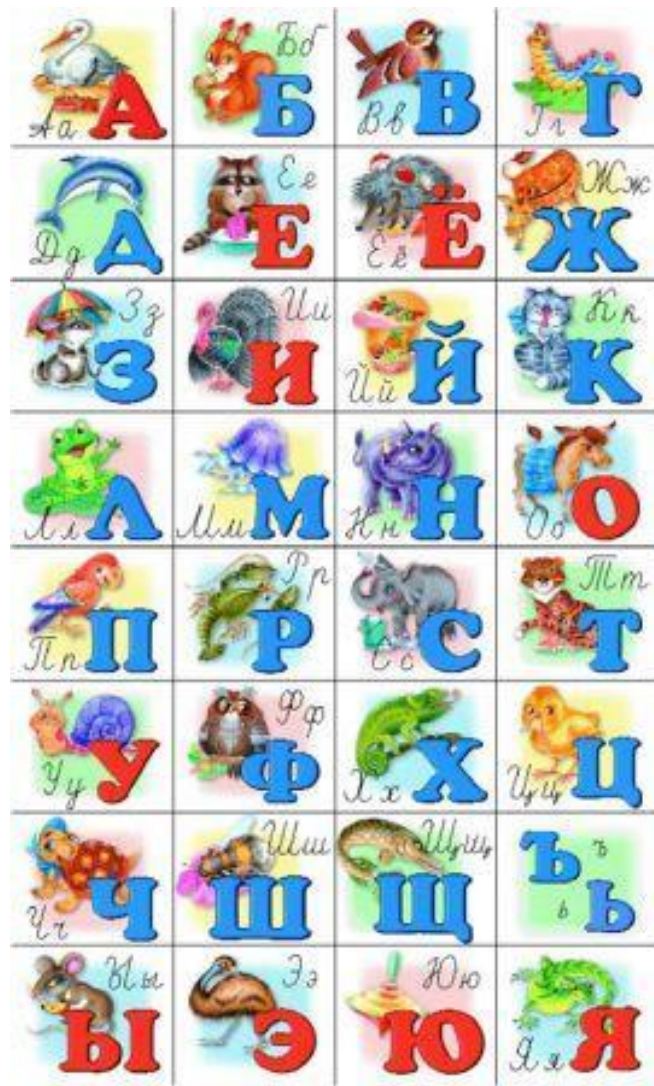 Аа А
Бб Б
Вв В
Гг Г
Дд Д
Ее Е
Ёё Ё
Жж Ж
Зз З
Ии И
Йй Й
Кк К
Лл Л
Мм М
Нн Н
Оо О
Пп П
Рр Р
Сс С
Тт Т
Уу У
Фф Ф
Хх Х
Цц Ц
Чч Ч
Шш Ш
Щщ Щ
Ъ ъ
ь Ь
Ыы Ы
Ээ Э
Юю Ю
Яя Я